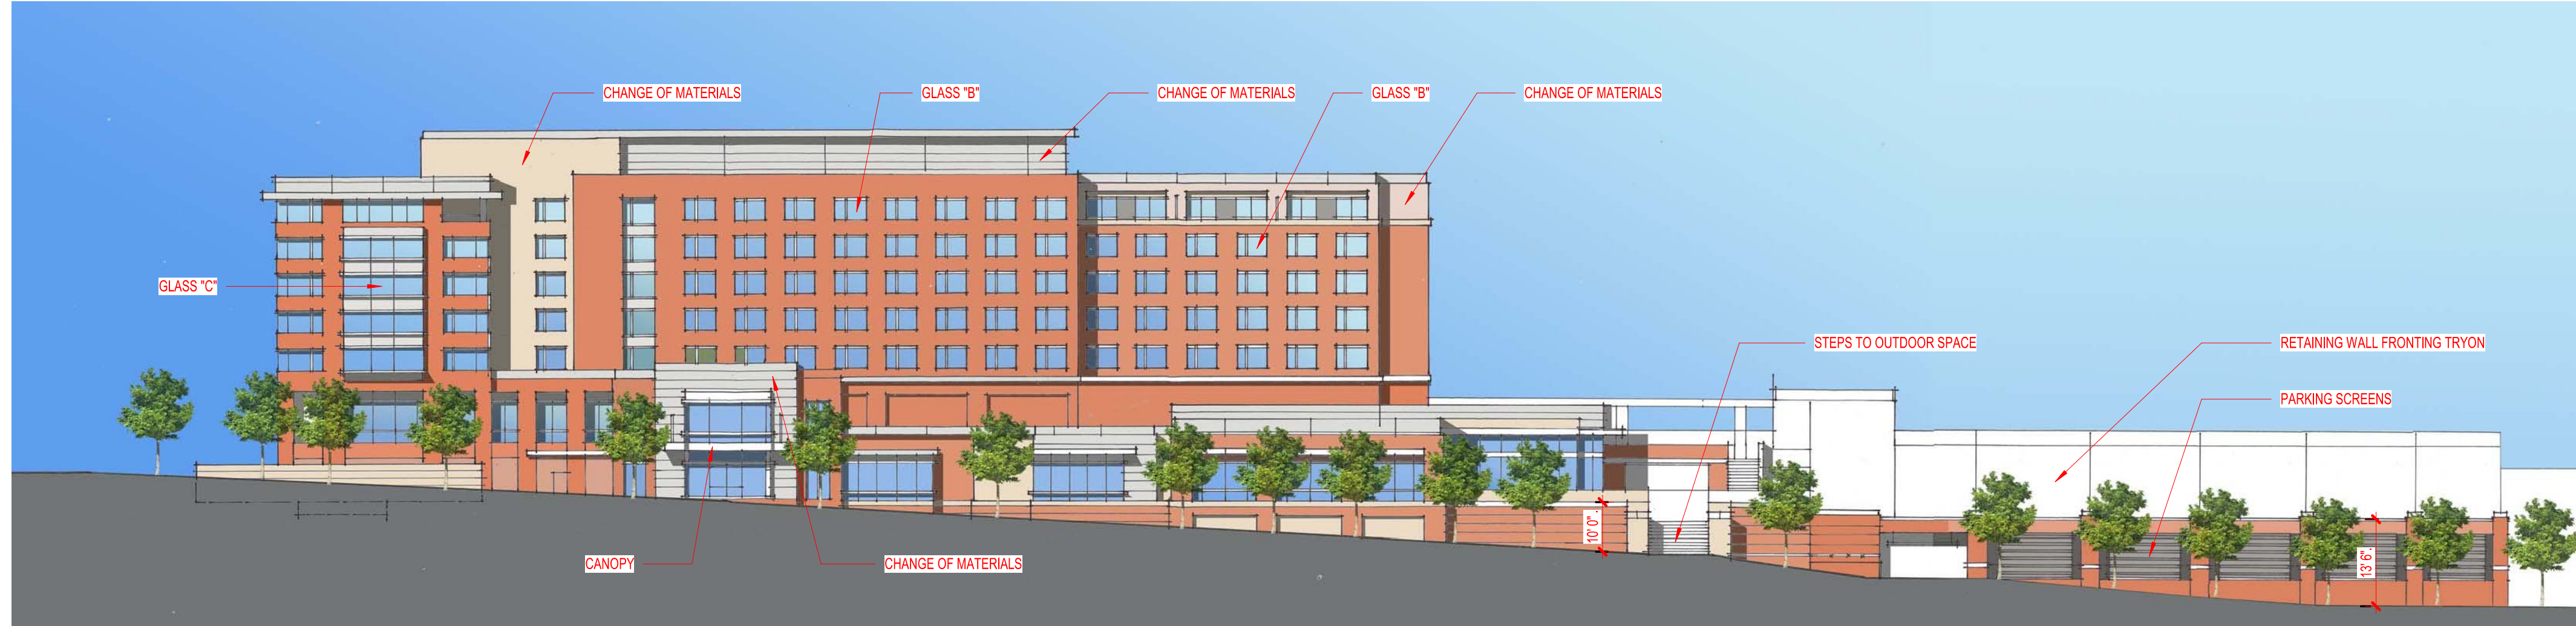 CHANGE OF MATERIALS
GLASS "B"
CHANGE OF MATERIALS
GLASS "B"
CHANGE OF MATERIALS
GLASS "C"
STEPS TO OUTDOOR SPACE
RETAINING WALL FRONTING TRYON
PARKING SCREENS
10' 0".
13' 6".
CANOPY
CHANGE OF MATERIALS